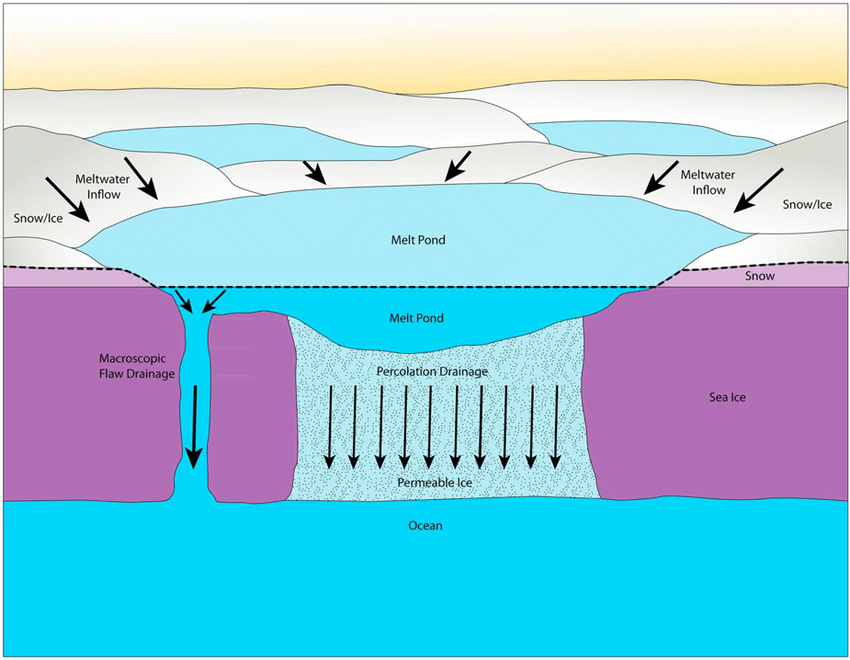 Meltwater
Inflow
Meltwater
Inflow
Snow/Ice
Snow/Ice
Melt Pond
Snow
Melt Pond
Macroscopic
Flaw Drainage
Percolation Drainage
Sea Ice
Permeable Ice
Ocean